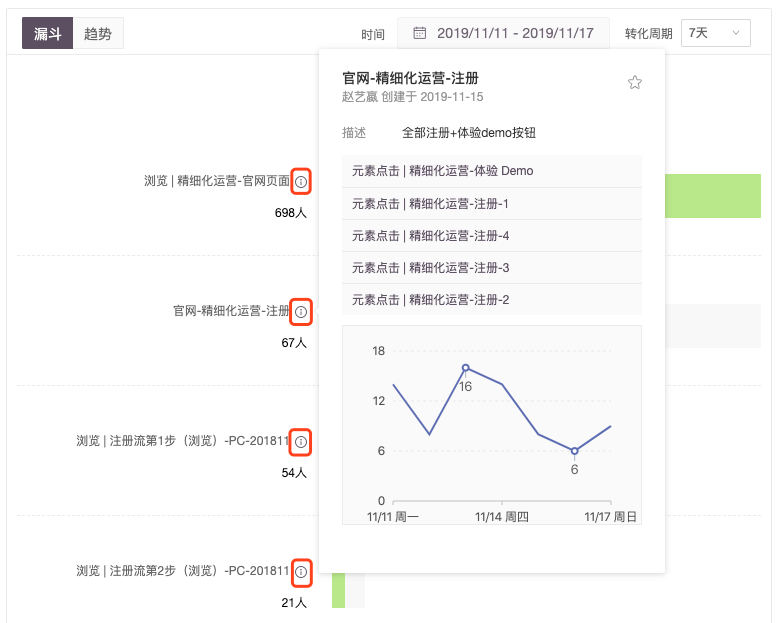 漏斗 趋势 时间 2019/11/11 - 2019/11/17 转化周期 7天
官网-精细化运营-注册
赵艺赢 创建于 2019-11-15
描述 全部注册+体验demo按钮
元素点击 | 精细化运营-体验 Demo
浏览 | 精细化运营-官网页面
元素点击 | 精细化运营-注册-1
698人
元素点击 | 精细化运营-注册-4
元素点击 | 精细化运营-注册-3
元素点击 | 精细化运营-注册-2
官网-精细化运营-注册
67人
18
16
12
6
6
0
11/11 周一 11/14 周四 11/17 周日
浏览 | 注册流第1步（浏览）-PC-201811
54人
浏览 | 注册流第2步（浏览）-PC-201811
21人